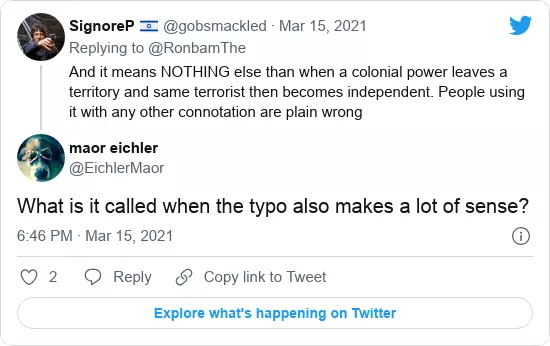 SignoreP 🇮🇱 @gobsmackled · Mar 15, 2021
Replying to @RonbamThe
And it means NOTHING else than when a colonial power leaves a
territory and same terrorist then becomes independent. People using
it with any other connotation are plain wrong
maor eichler
@EichlerMaor
What is it called when the typo also makes a lot of sense?
6:46 PM · Mar 15, 2021
2 Reply Copy link to Tweet
Explore what's happening on Twitter